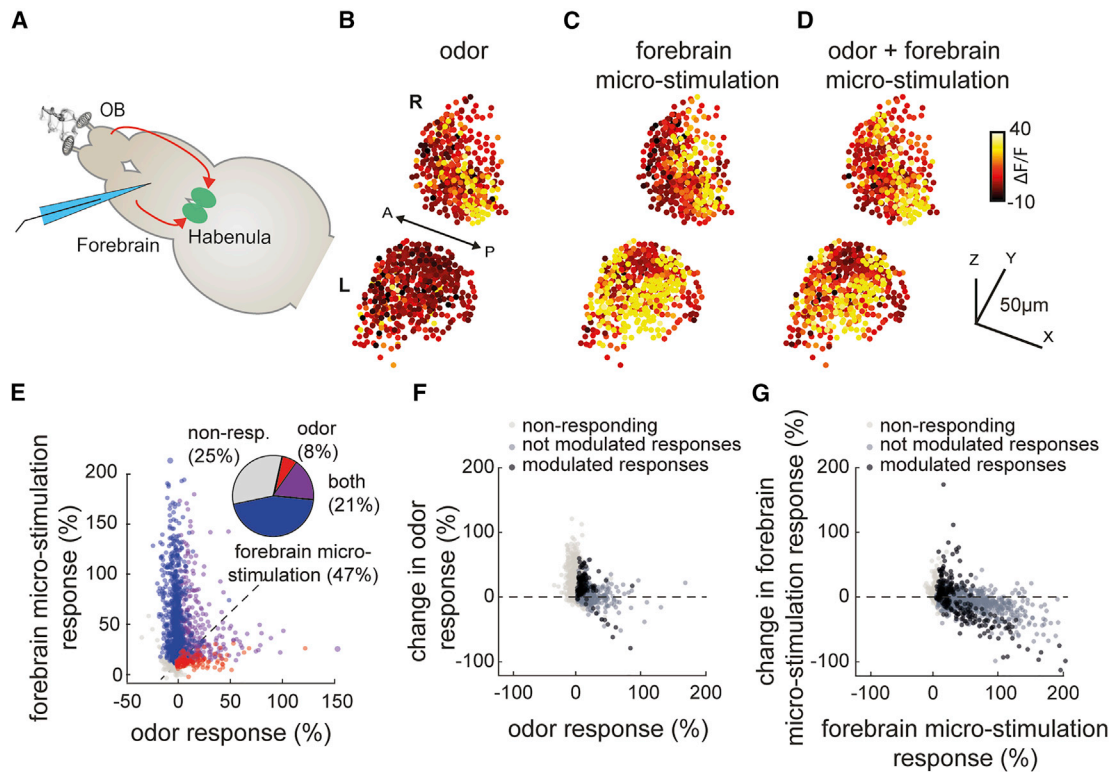 A
OB
Forebrain
Habenula
B
odor
R
A
P
L
C
forebrain
micro-stimulation
D
odor + forebrain
micro-stimulation
40
ΔF/F
-10
Z
Y
50µm
X
E
forebrain micro-stimulation
response (%)
200
150
100
50
0
-50
0
50
100
150
odor response (%)
non-resp.
(25%)
odor
(8%)
both
(21%)
forebrain micro-
stimulation (47%)
F
non-responding
not modulated responses
modulated responses
change in odor
response (%)
200
100
0
-100
-100
0
100
200
odor response (%)
G
non-responding
not modulated responses
modulated responses
change in forebrain
micro-stimulation response (%)
200
100
0
-100
-100
0
100
200
forebrain micro-stimulation
response (%)